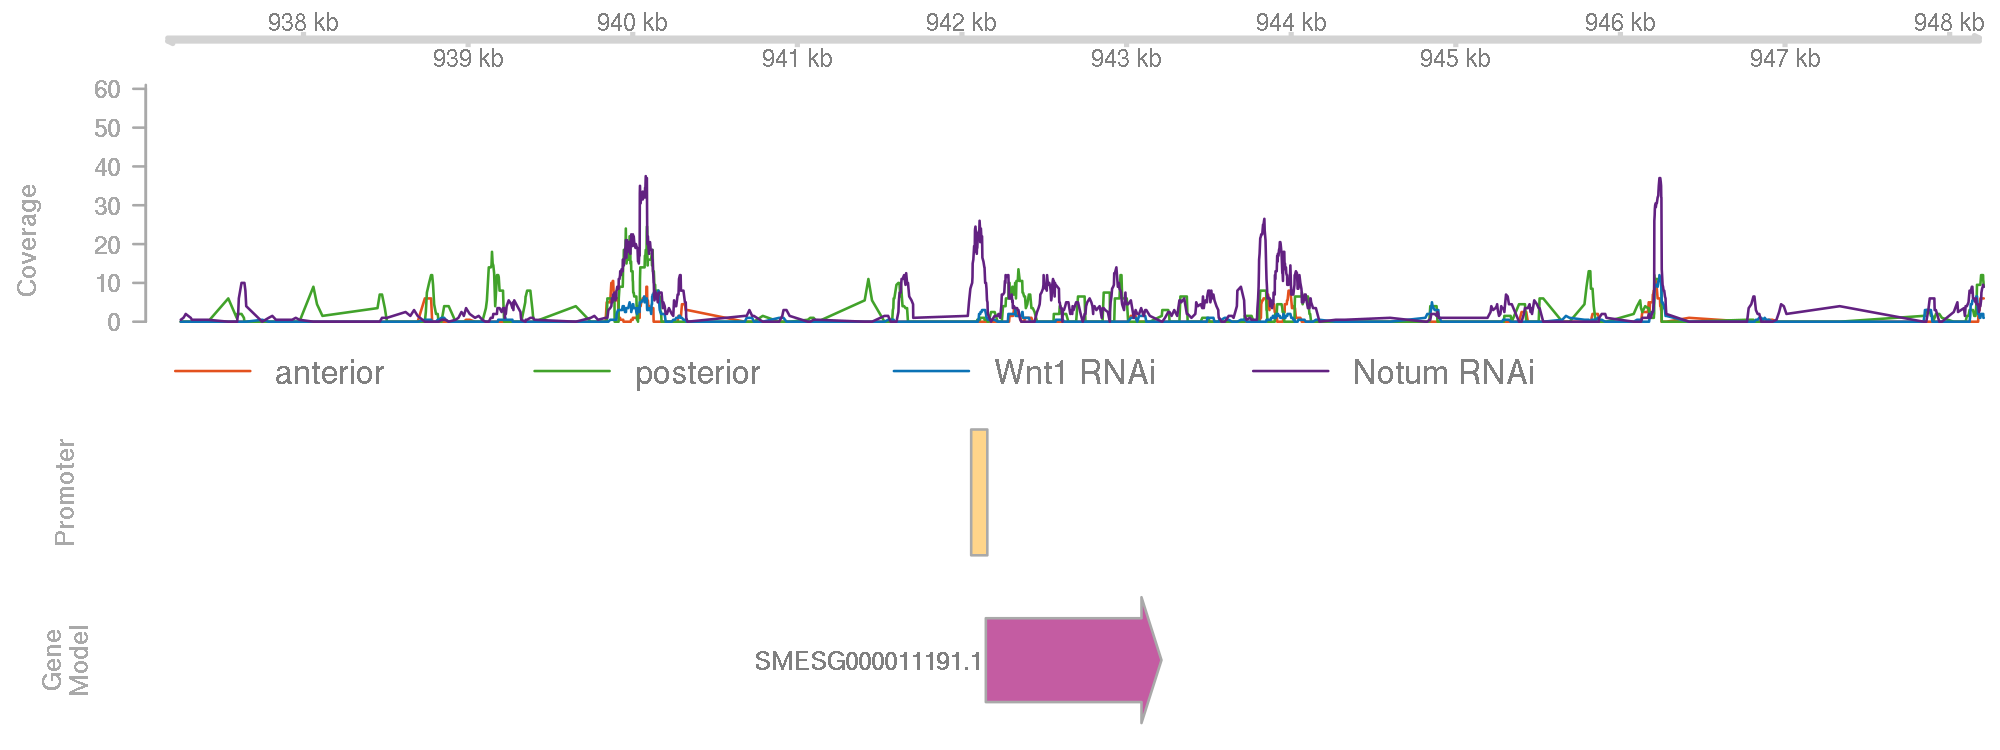 938 kb 940 kb 942 kb 944 kb 946 kb 948 kb
939 kb 941 kb 943 kb 945 kb 947 kb
60
50
40
30
20
10
0
Coverage
anterior posterior Wnt1 RNAi Notum RNAi
Promoter
SMESG000011191.1
Gene
Model